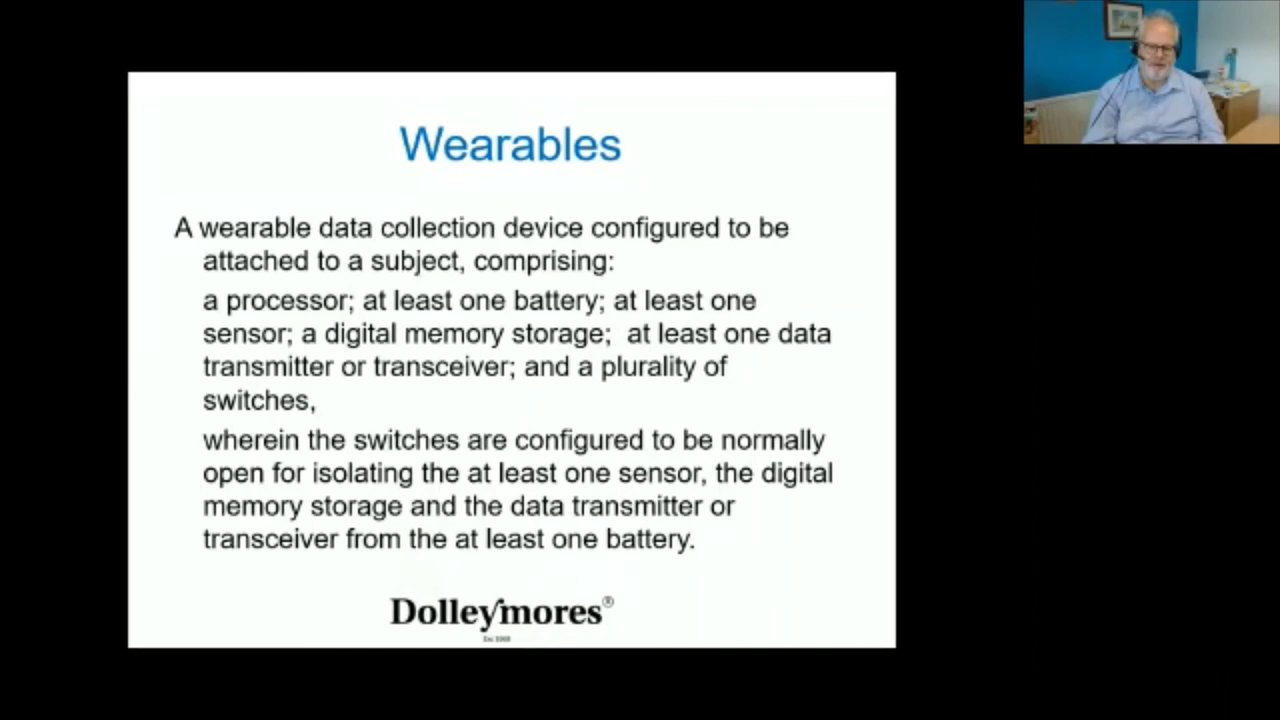 Wearables
A wearable data collection device configured to be
attached to a subject, comprising:
a processor; at least one battery; at least one
sensor; a digital memory storage; at least one data
transmitter or transceiver; and a plurality of
switches,
wherein the switches are configured to be normally
open for isolating the at least one sensor, the digital
memory storage and the data transmitter or
transceiver from the at least one battery.
Dolleymores®